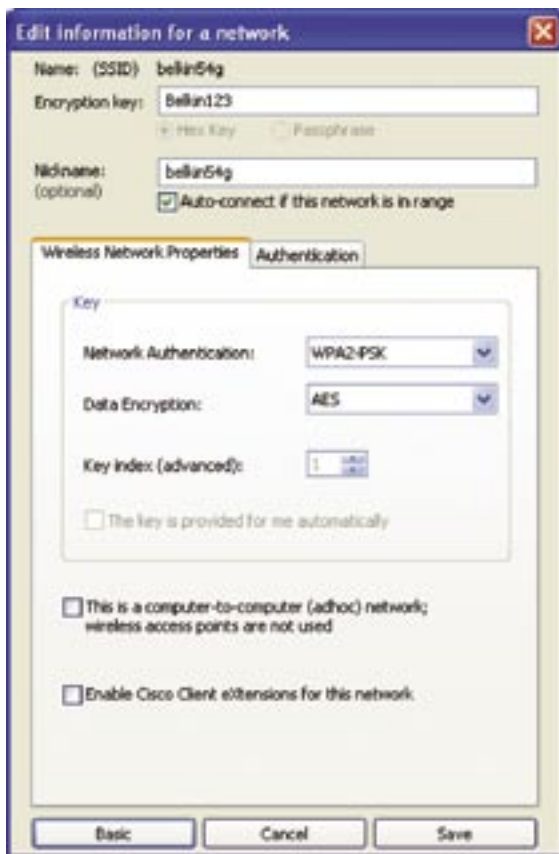 Edit information for a network
Name: (SSID) belkin54g
Encryption key: Belkin123
Hex Key Passphrase
Nickname: belkin54g
(optional)
Auto-connect if this network is in range
Wireless Network Properties Authentication
Key
Network Authentication: WPA2-PSK
Data Encryption: AES
Key index (advanced): 1
The key is provided for me automatically
This is a computer-to-computer (adhoc) network;
wireless access points are not used
Enable Cisco Client eXtensions for this network
Basic Cancel Save